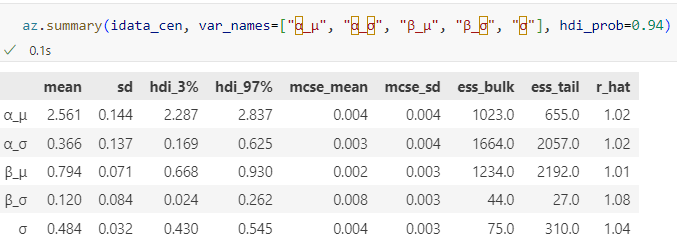 az.summary(idata_cen, var_names=["α_μ", "α_σ", "β_μ", "β_σ", "σ"], hdi_prob=0.94)
✓ 0.1s
mean sd hdi_3% hdi_97% mcse_mean mcse_sd ess_bulk ess_tail r_hat
α_μ 2.561 0.144 2.287 2.837 0.004 0.004 1023.0 655.0 1.02
α_σ 0.366 0.137 0.169 0.625 0.003 0.004 1664.0 2057.0 1.02
β_μ 0.794 0.071 0.668 0.930 0.002 0.003 1234.0 2192.0 1.01
β_σ 0.120 0.084 0.024 0.262 0.008 0.003 44.0 27.0 1.08
σ 0.484 0.032 0.430 0.545 0.004 0.003 75.0 310.0 1.04